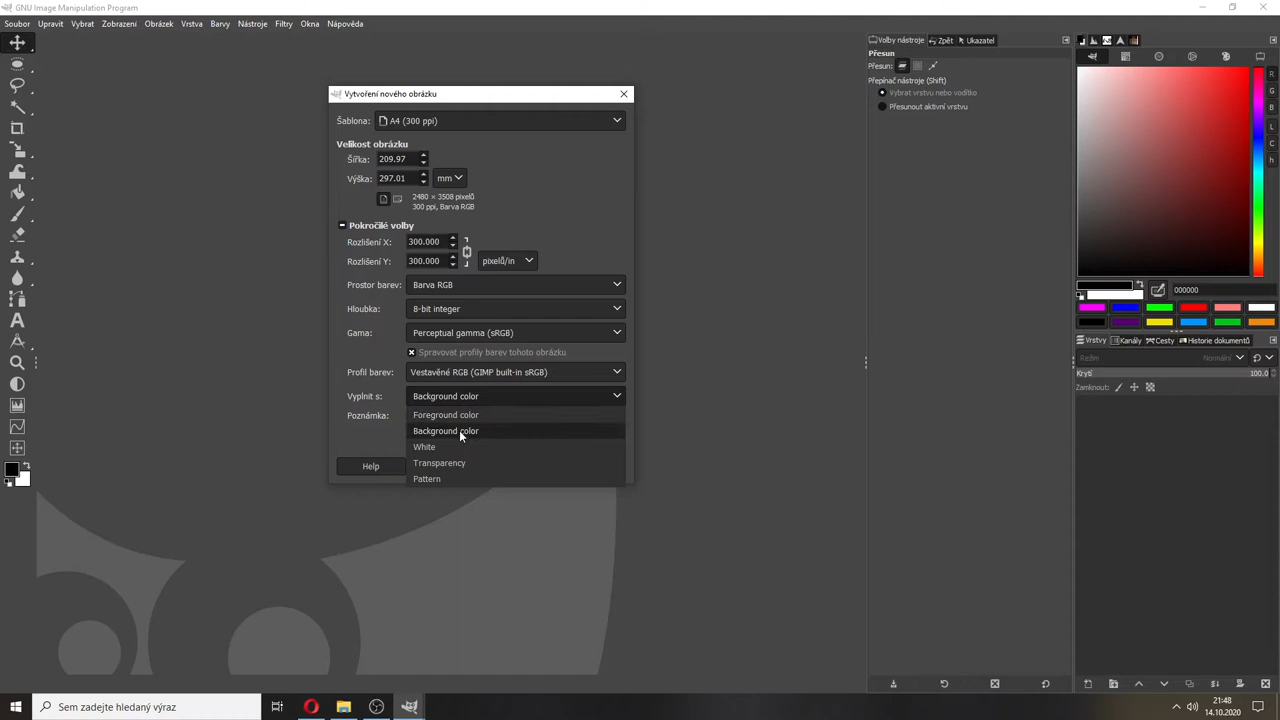 GNU Image Manipulation Program
Soubor Upravit Vybrat Zobrazení Obrázek Vrstva Barvy Nástroje Filtry Okna Nápověda
Volby nástroje Zpět Ukazatel
Přesun
Přesun:
Přepínač nástroje (Shift)
Vybrat vrstvu nebo vodítko
Přesunout aktivní vrstvu
R
G
B
L
C
h
000000
Vrstvy Kanály Cesty Historie dokumentů
Režim Normální
Krytí 100.0
Zamknout:
Vytvoření nového obrázku
Šablona: A4 (300 ppi)
Velikost obrázku
Šířka: 209.97
Výška: 297.01 mm
2480 × 3508 pixelů
300 ppi, Barva RGB
Pokročilé volby
Rozlišení X: 300.000
Rozlišení Y: 300.000 pixelů/in
Prostor barev: Barva RGB
Hloubka: 8-bit integer
Gama: Perceptual gamma (sRGB)
Spravovat profily barev tohoto obrázku
Profil barev: Vestavěné RGB (GIMP built-in sRGB)
Vyplnit s: Background color
Poznámka: Foreground color
Background color
White
Transparency
Pattern
Help
Sem zadejte hledaný výraz
21:48
14.10.2020